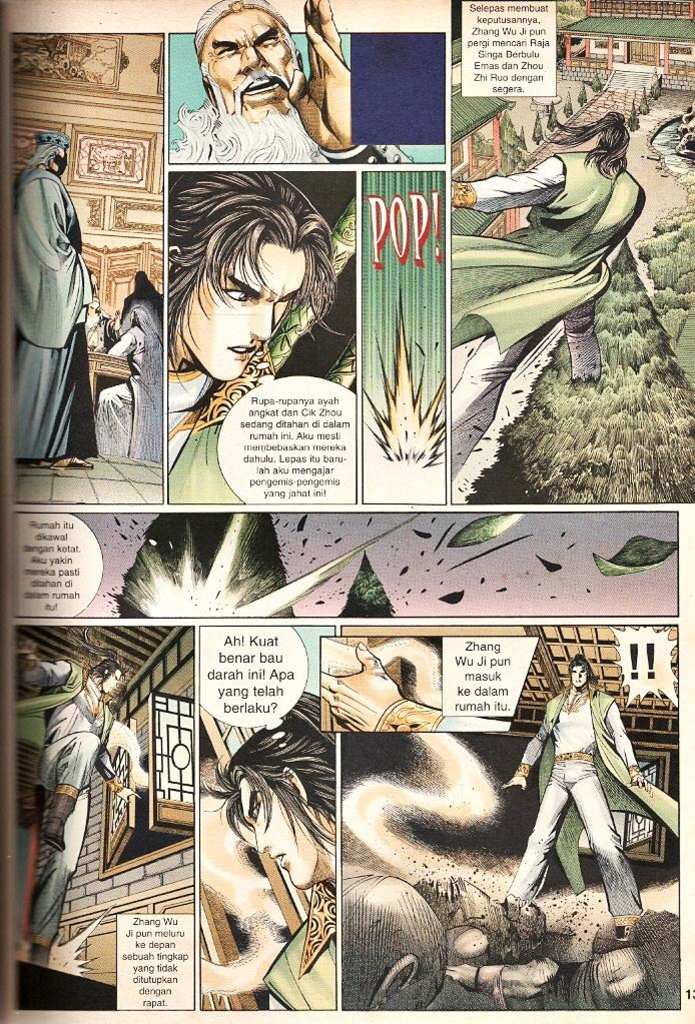 Selepas membuat
keputusannya,
Zhang Wu Ji pun
pergi mencari Raja
Singa Berbulu
Emas dan Zhou
Zhi Ruo dengan
segera.
POP!
Rupa-rupanya ayah
angkat dan Cik Zhou
sedang ditahan di dalam
rumah ini. Aku mesti
membebaskan mereka
dahulu. Lepas itu baru-
lah aku mengajar
pengemis-pengemis
yang jahat ini!
Rumah itu
dikawal
dengan ketat.
Aku yakin
mereka pasti
ditahan di
dalam rumah
itu!
Zhang Wu
Ji pun meluru
ke depan
sebuah tingkap
yang tidak
ditutupkan
dengan
rapat.
Ah! Kuat
benar bau
darah ini! Apa
yang telah
berlaku?
Zhang
Wu Ji pun
masuk
ke dalam
rumah itu.
!!